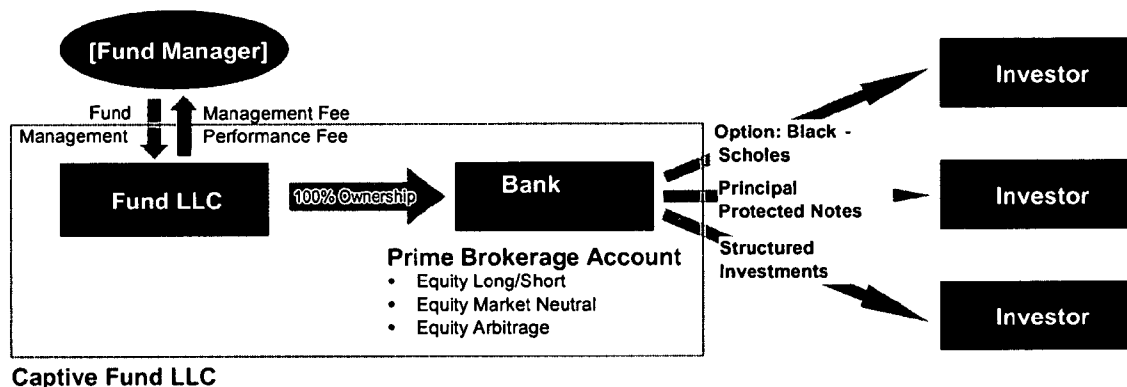 [Fund Manager]
Fund
Management
Management Fee
Performance Fee
Fund LLC
100% Ownership
Bank
Prime Brokerage Account
• Equity Long/Short
• Equity Market Neutral
• Equity Arbitrage
Option: Black -
Scholes
Principal
Protected Notes
Structured
Investments
Investor
Investor
Investor
Captive Fund LLC